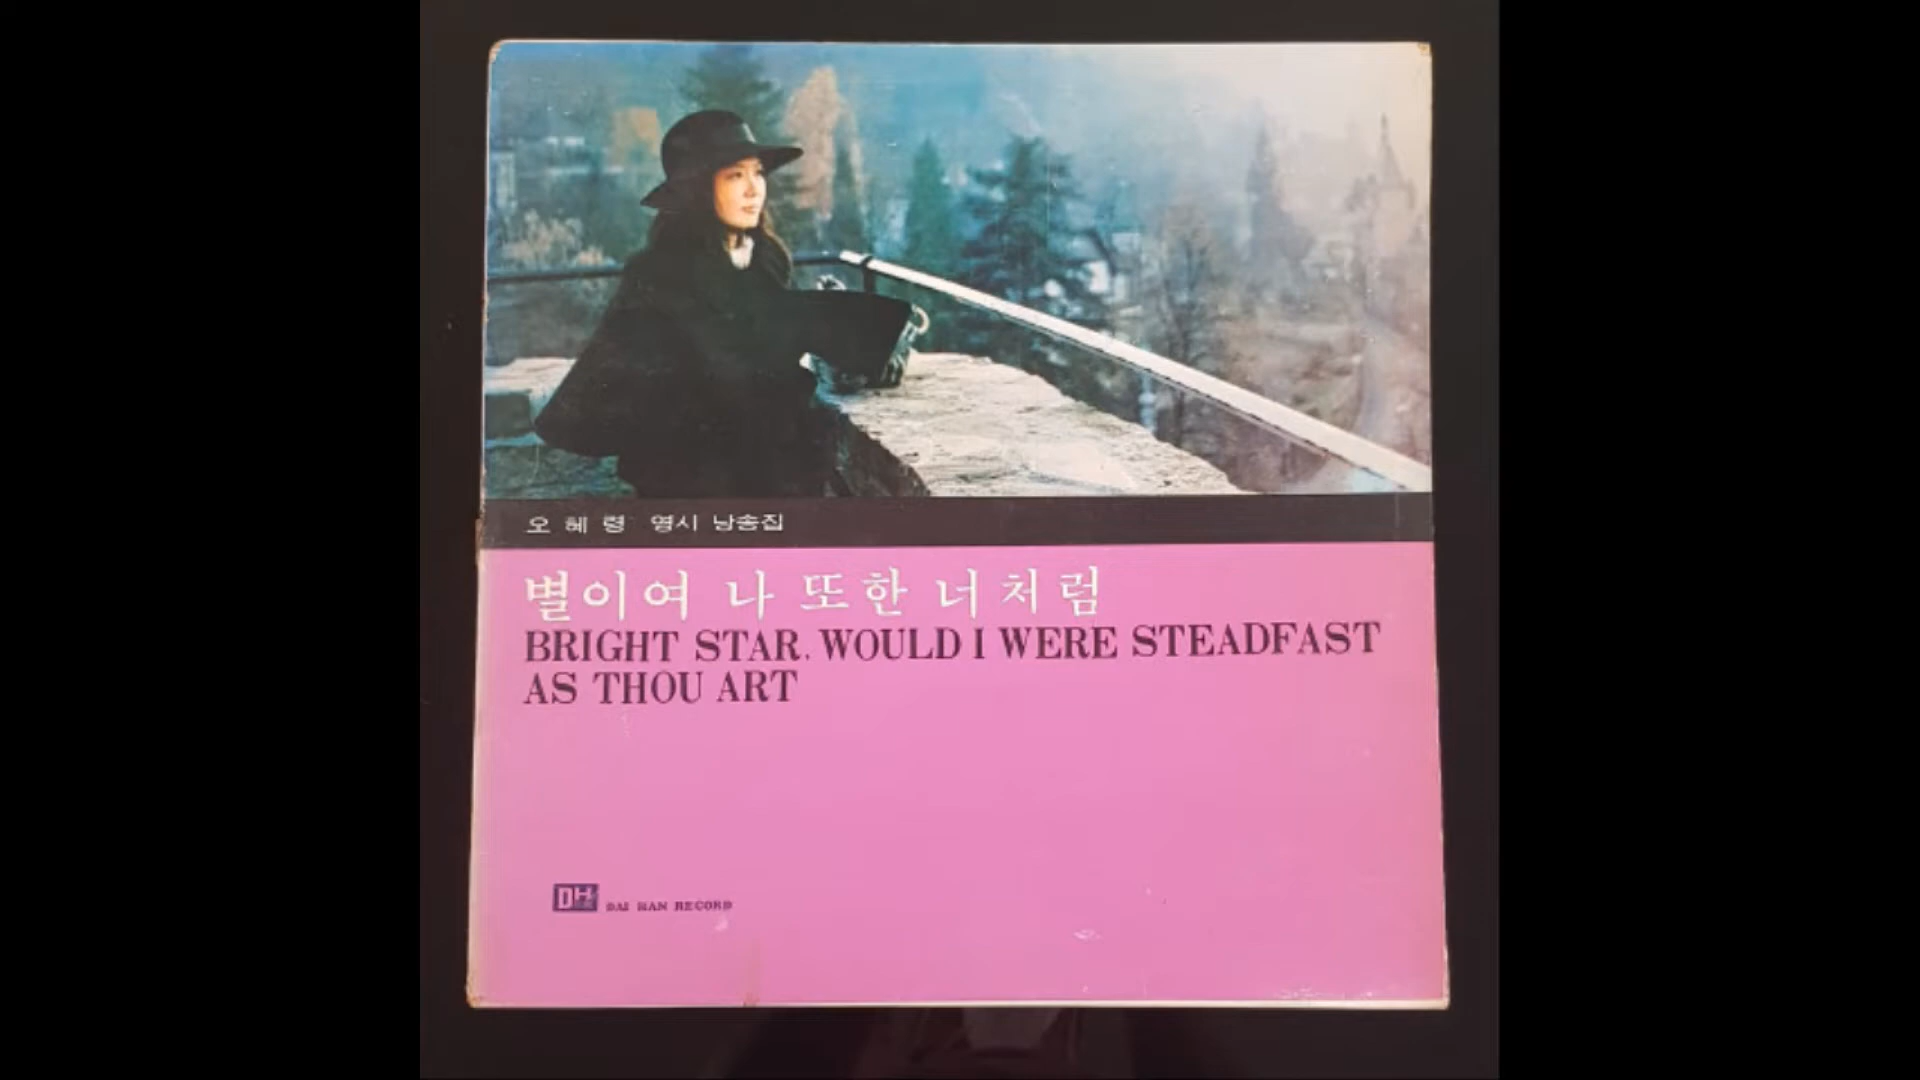 오 혜 령 영시 낭송집
별이여 나 또한 너처럼
BRIGHT STAR, WOULD I WERE STEADFAST
AS THOU ART
DH DAI HAN RECORD